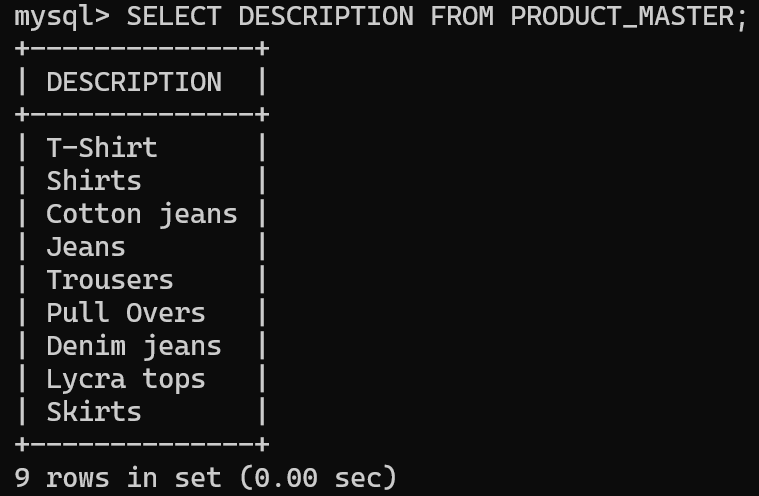 mysql> SELECT DESCRIPTION FROM PRODUCT_MASTER;
+--------------+
| DESCRIPTION  |
+--------------+
| T-Shirt      |
| Shirts       |
| Cotton jeans |
| Jeans        |
| Trousers     |
| Pull Overs   |
| Denim jeans  |
| Lycra tops   |
| Skirts       |
+--------------+
9 rows in set (0.00 sec)